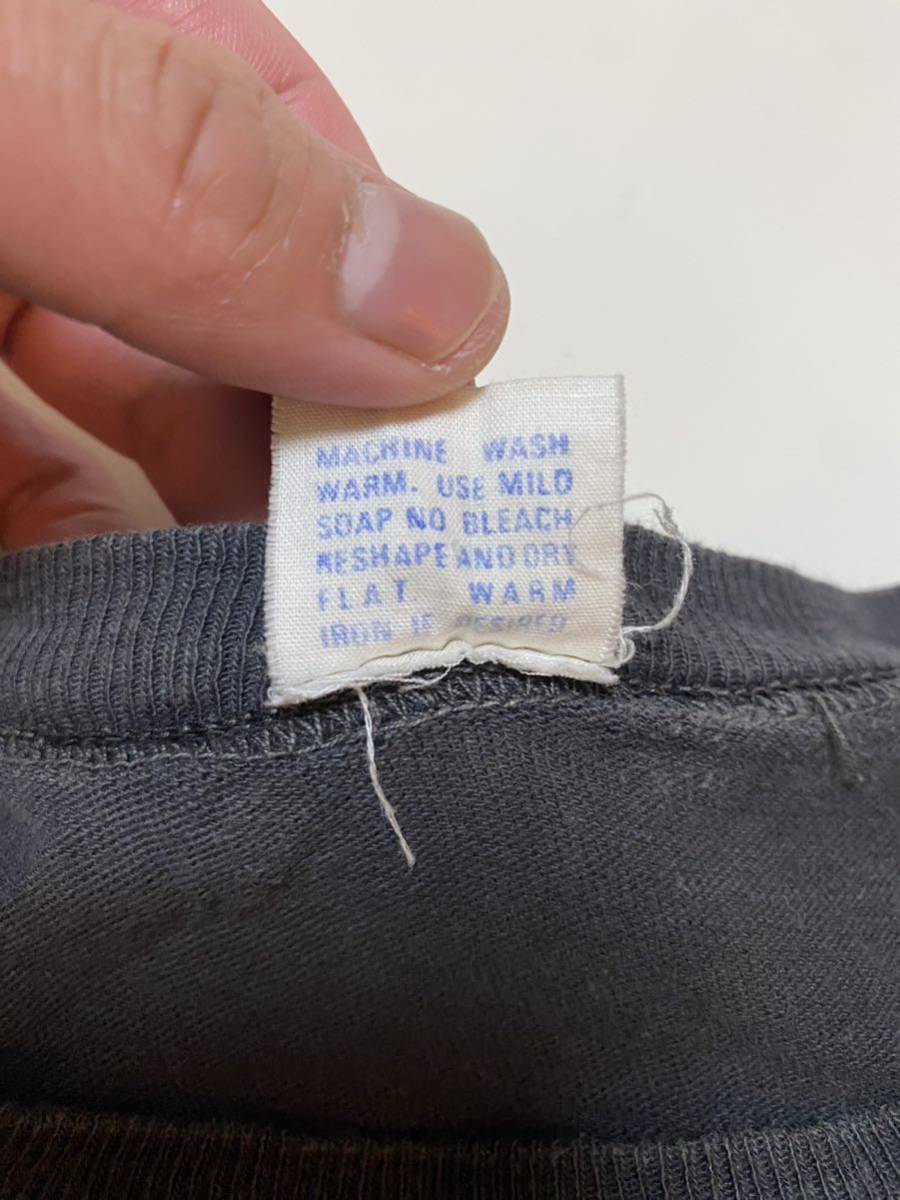 MACHINE WASH
WARM. USE MILD
SOAP NO BLEACH
RESHAPE AND DRY
FLAT. WARM
IRON IF DESIRED